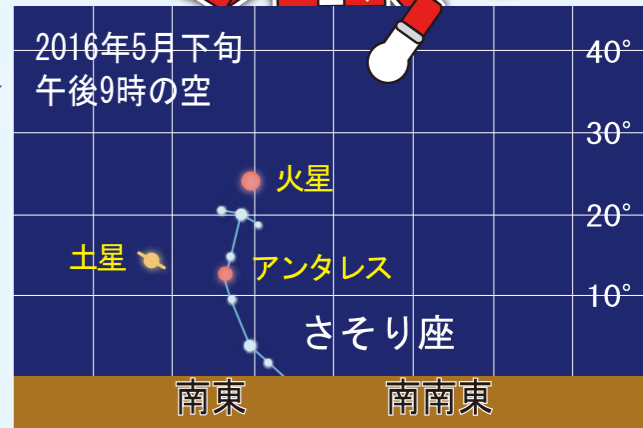 2016年5月下旬
午後9時の空
40°
30°
火星
20°
土星
アンタレス
10°
さそり座
南東
南南東